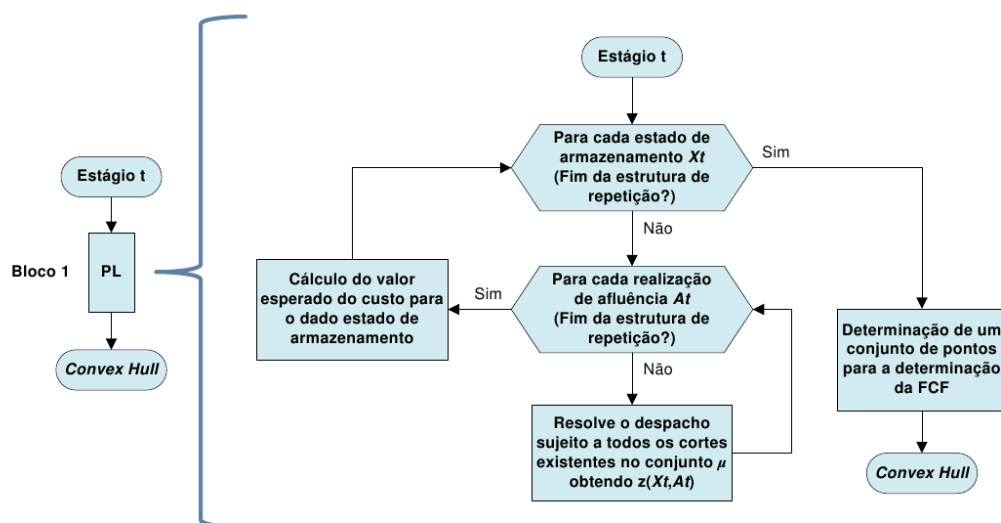 Estágio t
Bloco 1
PL
Convex Hull
Estágio t
Para cada estado de
armazenamento Xt
(Fim da estrutura de
repetição?)
Sim
Não
Para cada realização
de afluência At
(Fim da estrutura de
repetição?)
Sim
Cálculo do valor
esperado do custo para
o dado estado de
armazenamento
Não
Resolve o despacho
sujeito a todos os cortes
existentes no conjunto μ
obtendo z(Xt,At)
Determinação de um
conjunto de pontos
para a determinação
da FCF
Convex Hull